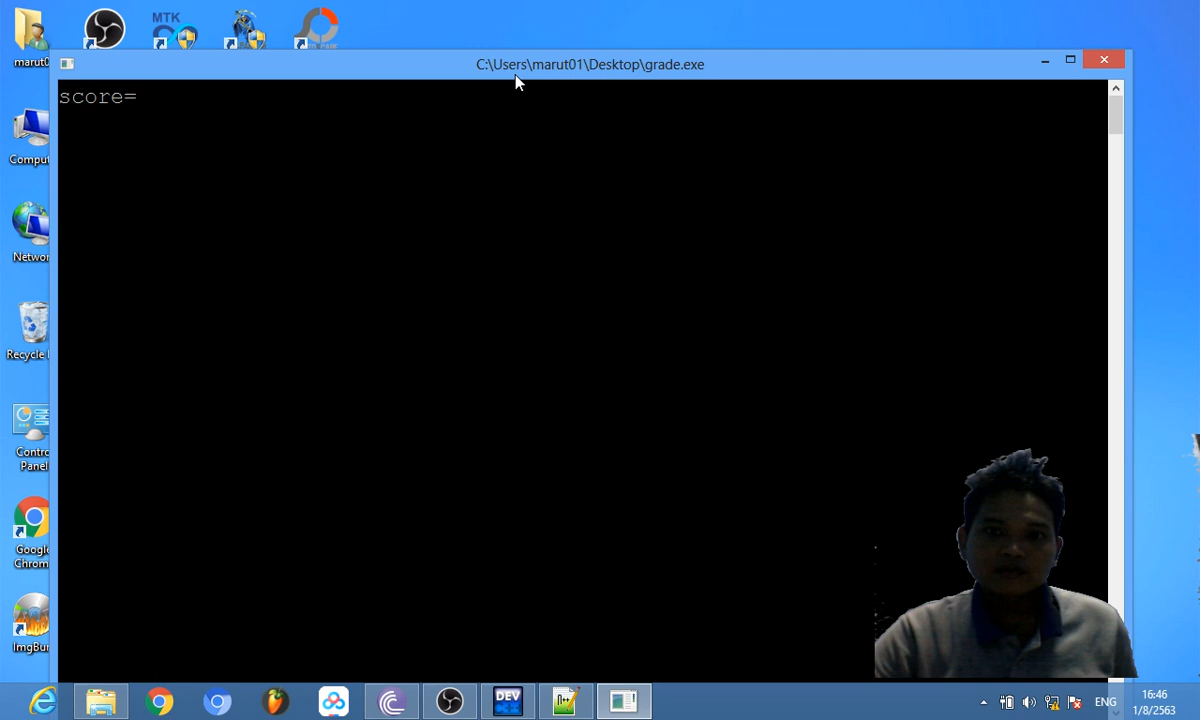 MTK
marut0
C:\Users\marut01\Desktop\grade.exe
score=
Comput
Networ
Recycle
Contro
Panel
Google
Chrom
ImgBur
DEV
ENG
16:46
1/8/2563